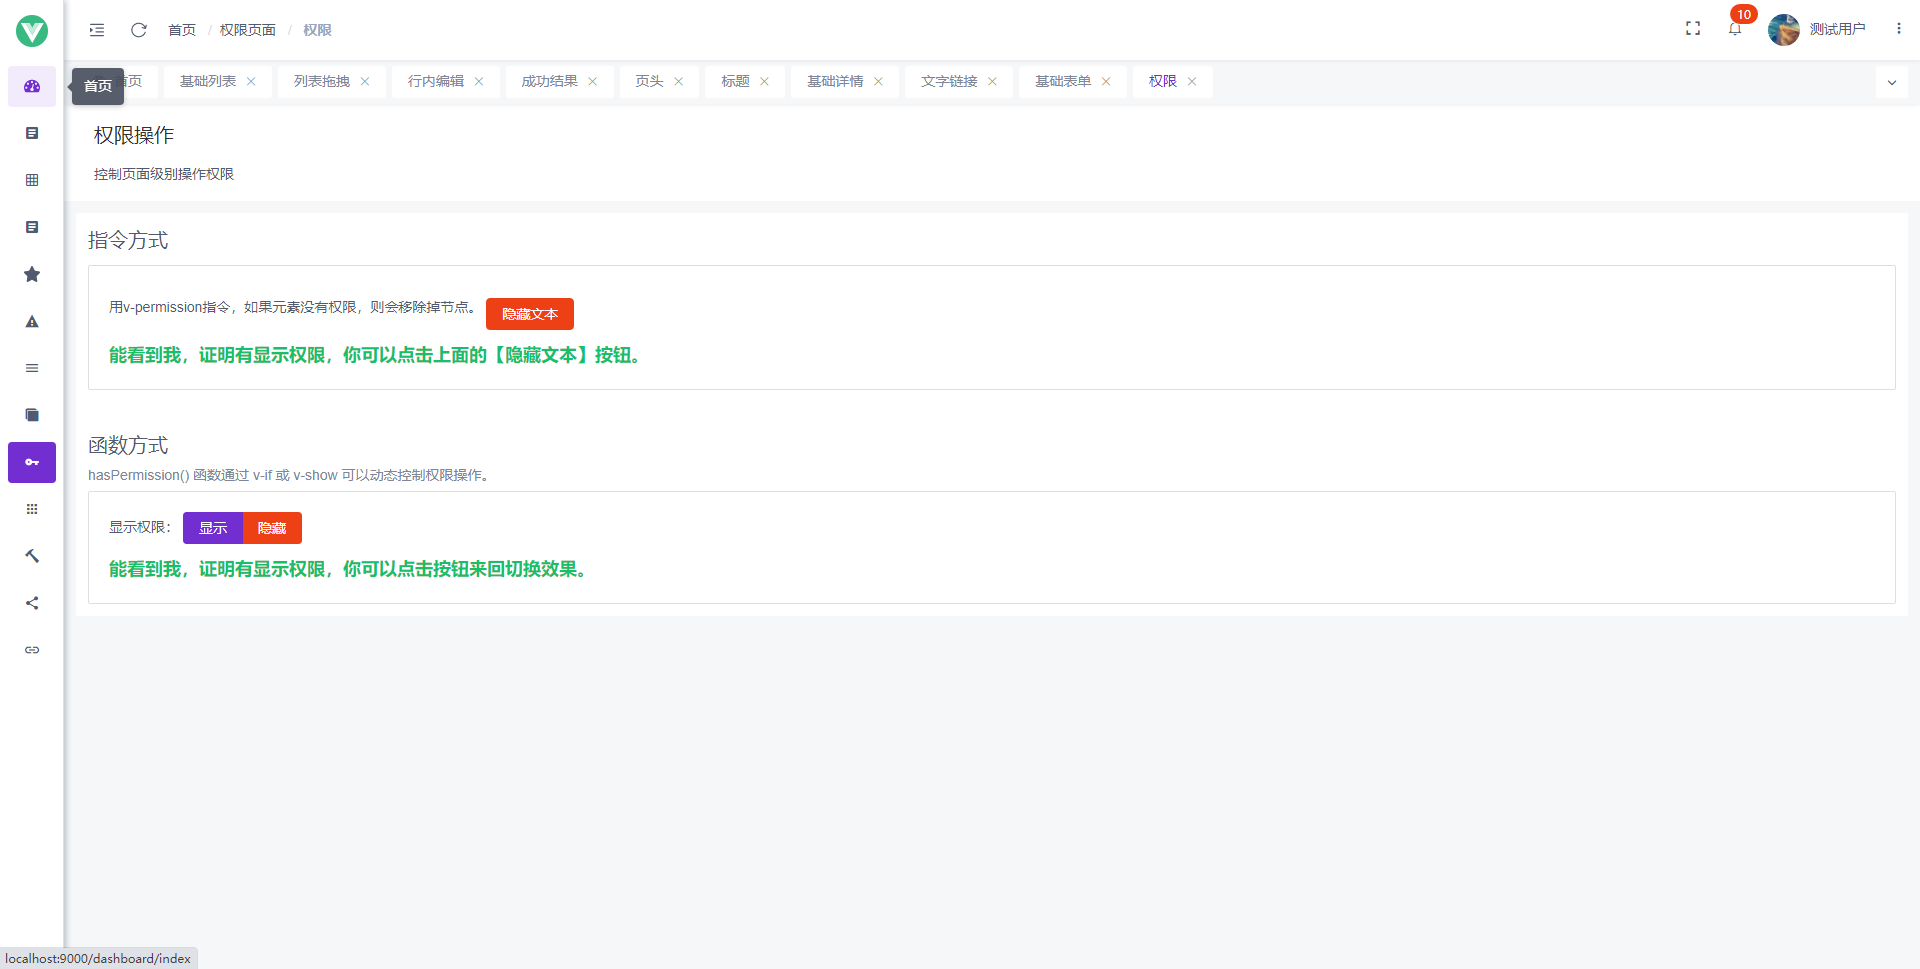 首页 / 权限页面 / 权限
10
测试用户
首页
首页
基础列表
列表拖拽
行内编辑
成功结果
页头
标题
基础详情
文字链接
基础表单
权限
权限操作
控制页面级别操作权限
指令方式
用v-permission指令，如果元素没有权限，则会移除掉节点。
隐藏文本
能看到我，证明有显示权限，你可以点击上面的【隐藏文本】按钮。
函数方式
hasPermission() 函数通过 v-if 或 v-show 可以动态控制权限操作。
显示权限：
显示
隐藏
能看到我，证明有显示权限，你可以点击按钮来回切换效果。
localhost:9000/dashboard/index